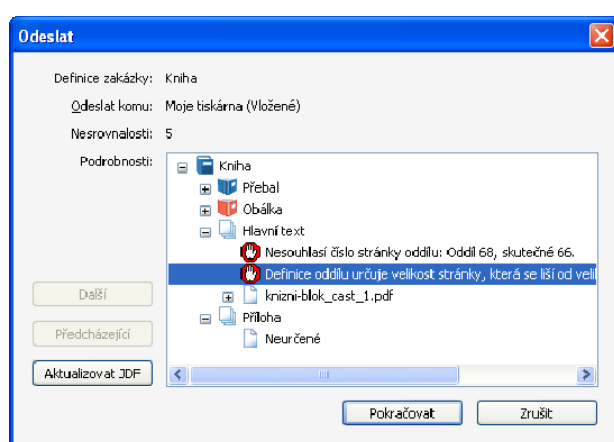 Odeslat
Definice zakázky: Kniha
Odeslat komu: Moje tiskárna (Vložené)
Nesrovnalosti: 5
Podrobnosti:
Kniha
Přebal
Obálka
Hlavní text
Nesouhlasí číslo stránky oddílu: Oddíl 68, skutečné 66.
Definice oddílu určuje velikost stránky, která se liší od veli
knizni-blok_cast_1.pdf
Příloha
Neurčené
Další
Předcházející
Aktualizovat JDF
Pokračovat
Zrušit